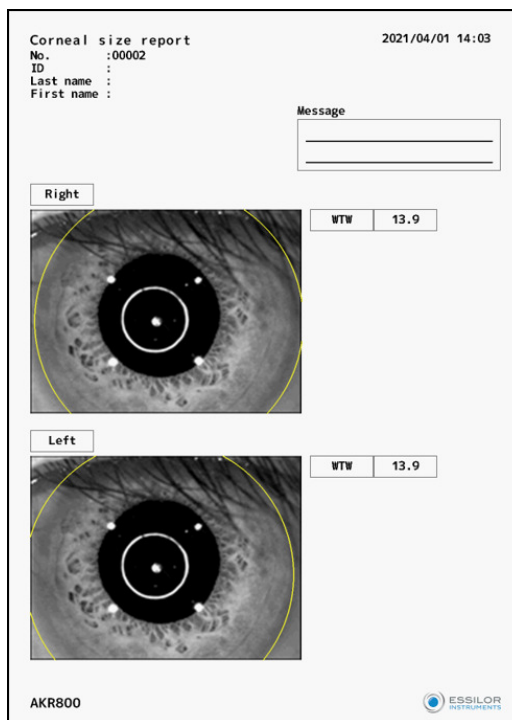 Corneal size report
2021/04/01 14:03
No. :00002
ID :
Last name :
First name :
Message
Right
WTW 13.9
Left
WTW 13.9
AKR800
ESSILOR
INSTRUMENTS